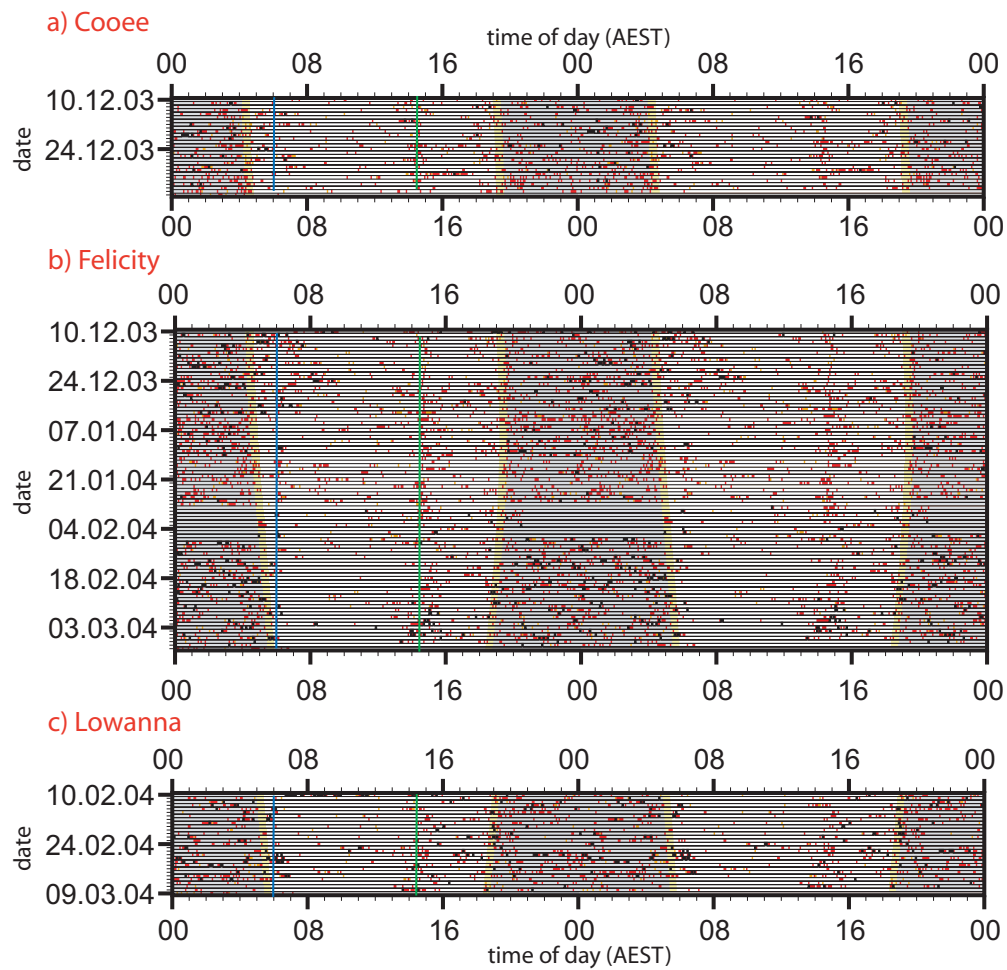 a) Cooee
time of day (AEST)
00 08 16 00 08 16 00
date
10.12.03
24.12.03
00 08 16 00 08 16 00
b) Felicity
00 08 16 00 08 16 00
date
10.12.03
24.12.03
07.01.04
21.01.04
04.02.04
18.02.04
03.03.04
00 08 16 00 08 16 00
c) Lowanna
00 08 16 00 08 16 00
date
10.02.04
24.02.04
09.03.04
00 08 16 00 08 16 00
time of day (AEST)